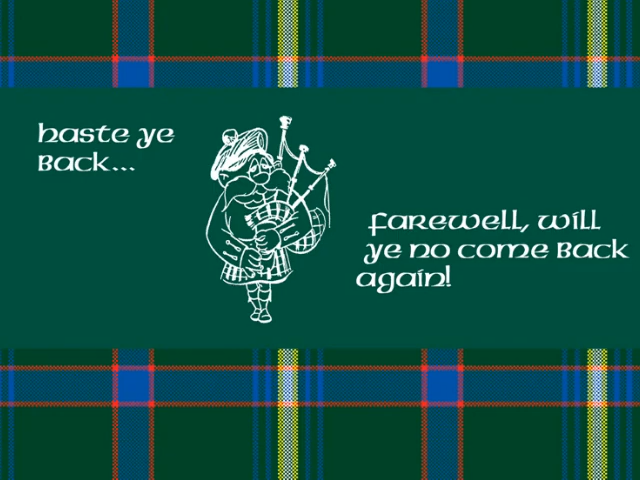 Haste ye
Back...
Farewell, will
ye no come Back
again!